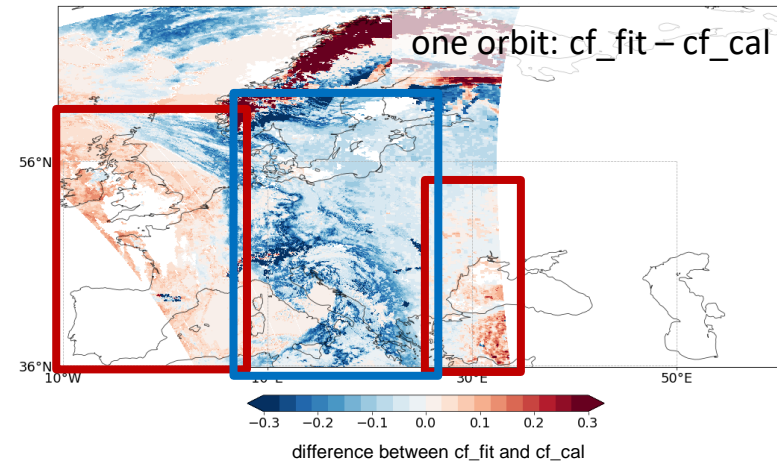 one orbit: cf_fit – cf_cal
56°N
36°N
10°W
10°E
30°E
50°E
−0.3 −0.2 −0.1 0.0 0.1 0.2 0.3
difference between cf_fit and cf_cal